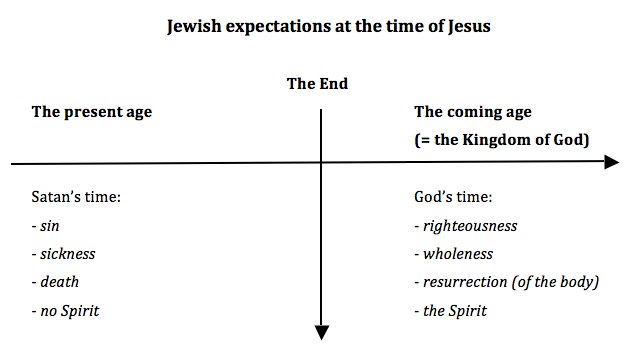 Jewish expectations at the time of Jesus
The End
The present age
The coming age
(= the Kingdom of God)
Satan’s time:
- sin
- sickness
- death
- no Spirit
God’s time:
- righteousness
- wholeness
- resurrection (of the body)
- the Spirit